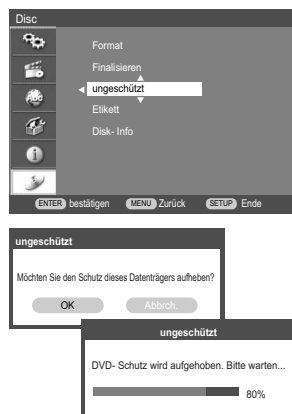 Disc
Format
Finalisieren
ungeschützt
Etikett
Disk- Info
ENTER bestätigen MENU Zurück SETUP Ende
ungeschützt
Möchten Sie den Schutz dieses Datenträgers aufheben?
OK Abbrch.
ungeschützt
DVD- Schutz wird aufgehoben. Bitte warten...
80%